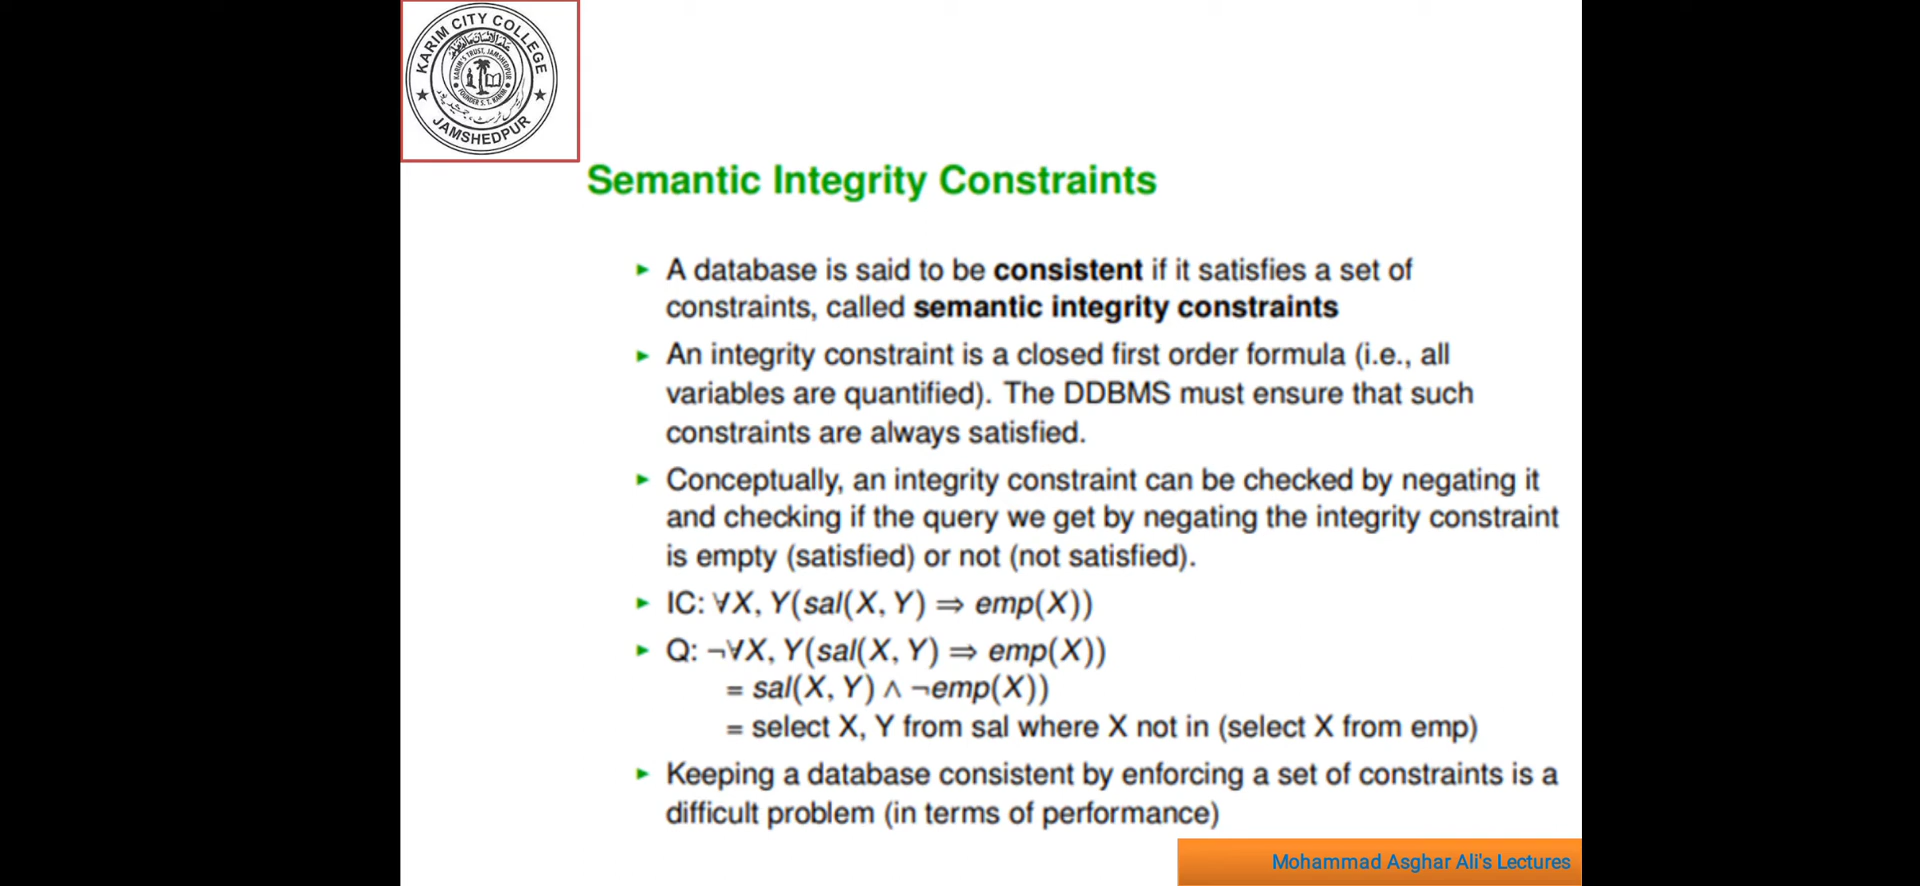 KARIM CITY COLLEGE
KARIM'S TRUST, JAMSHEDPUR
FOUNDER S. T. KARIM
JAMSHEDPUR
Semantic Integrity Constraints
► A database is said to be consistent if it satisfies a set of
constraints, called semantic integrity constraints
► An integrity constraint is a closed first order formula (i.e., all
variables are quantified). The DDBMS must ensure that such
constraints are always satisfied.
► Conceptually, an integrity constraint can be checked by negating it
and checking if the query we get by negating the integrity constraint
is empty (satisfied) or not (not satisfied).
► IC: ∀X, Y(sal(X, Y) ⇒ emp(X))
► Q: ¬∀X, Y(sal(X, Y) ⇒ emp(X))
= sal(X, Y) ∧ ¬emp(X))
= select X, Y from sal where X not in (select X from emp)
► Keeping a database consistent by enforcing a set of constraints is a
difficult problem (in terms of performance)
Mohammad Asghar Ali's Lectures